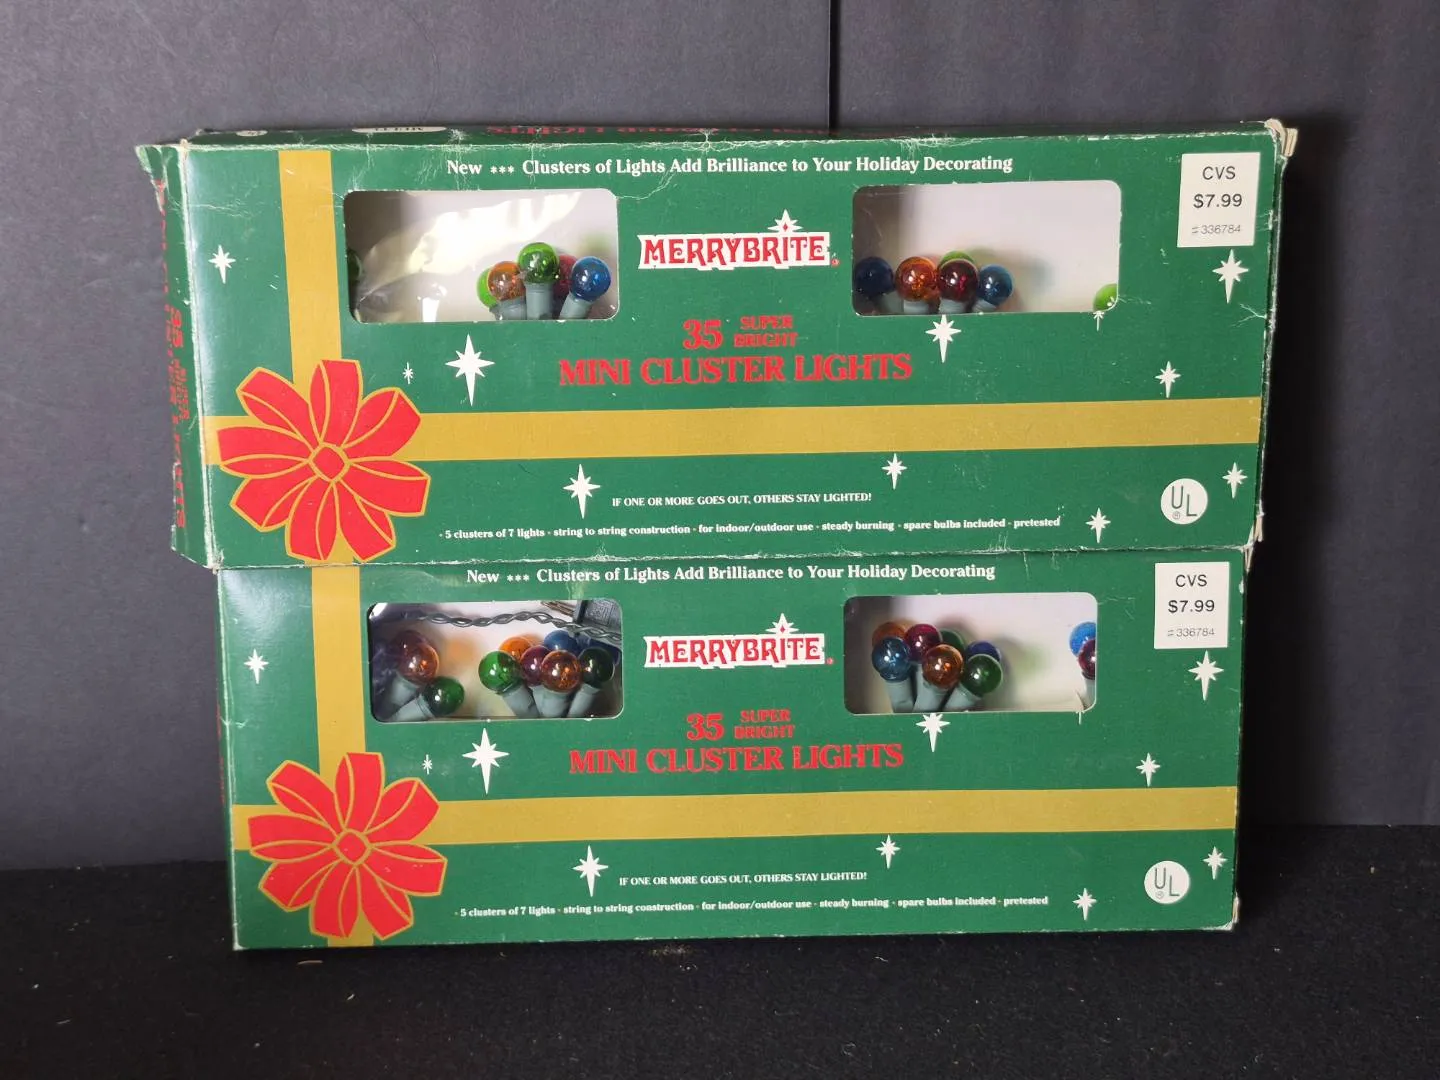 New *** Clusters of Lights Add Brilliance to Your Holiday Decorating
CVS
$7.99
#336784
MERRYBRITE
35 SUPER BRIGHT
MINI CLUSTER LIGHTS
IF ONE OR MORE GOES OUT, OTHERS STAY LIGHTED!
• 5 clusters of 7 lights • string to string construction • for indoor/outdoor use • steady burning • spare bulbs included • pretested
UL
35 SUPER BRIGHT
LIGHTS
New *** Clusters of Lights Add Brilliance to Your Holiday Decorating
CVS
$7.99
#336784
MERRYBRITE
35 SUPER BRIGHT
MINI CLUSTER LIGHTS
IF ONE OR MORE GOES OUT, OTHERS STAY LIGHTED!
• 5 clusters of 7 lights • string to string construction • for indoor/outdoor use • steady burning • spare bulbs included • pretested
UL